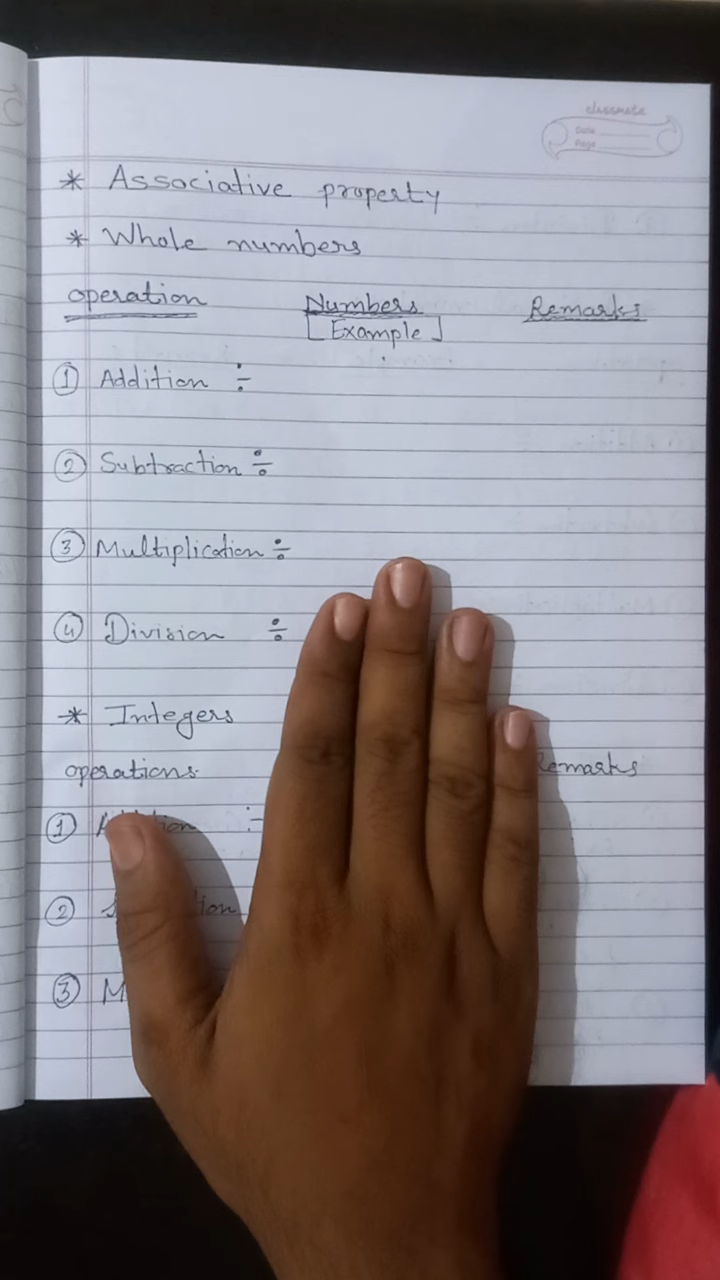 classmate
Date
Page
* Associative property
* Whole numbers
operation Numbers Remarks
[Example]
① Addition ÷
② Subtraction ÷
③ Multiplication ÷
④ Division ÷
* Integers
operations. Remarks
①
②
③